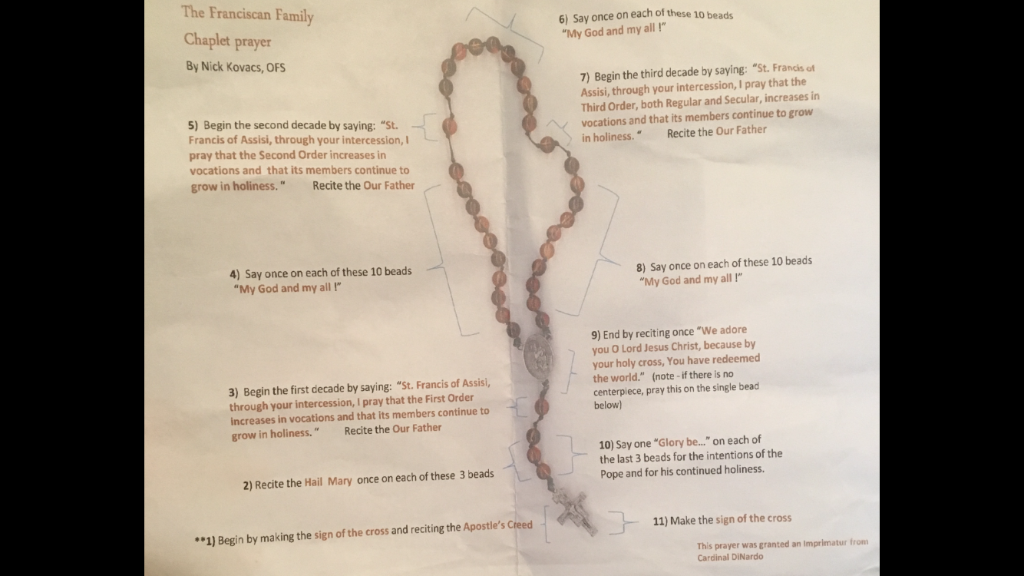 The Franciscan Family
Chaplet prayer
By Nick Kovacs, OFS
6) Say once on each of these 10 beads
"My God and my all !"
7) Begin the third decade by saying: "St. Francis of
Assisi, through your intercession, I pray that the
Third Order, both Regular and Secular, increases in
vocations and that its members continue to grow
in holiness. " Recite the Our Father
5) Begin the second decade by saying: "St.
Francis of Assisi, through your intercession, I
pray that the Second Order increases in
vocations and that its members continue to
grow in holiness. " Recite the Our Father
4) Say once on each of these 10 beads
"My God and my all !"
8) Say once on each of these 10 beads
"My God and my all !"
9) End by reciting once "We adore
you O Lord Jesus Christ, because by
your holy cross, You have redeemed
the world." (note - if there is no
centerpiece, pray this on the single bead
below)
3) Begin the first decade by saying: "St. Francis of Assisi,
through your intercession, I pray that the First Order
increases in vocations and that its members continue to
grow in holiness. " Recite the Our Father
10) Say one "Glory be..." on each of
the last 3 beads for the intentions of the
Pope and for his continued holiness.
2) Recite the Hail Mary once on each of these 3 beads
**1) Begin by making the sign of the cross and reciting the Apostle's Creed
11) Make the sign of the cross
This prayer was granted an Imprimatur from
Cardinal DiNardo